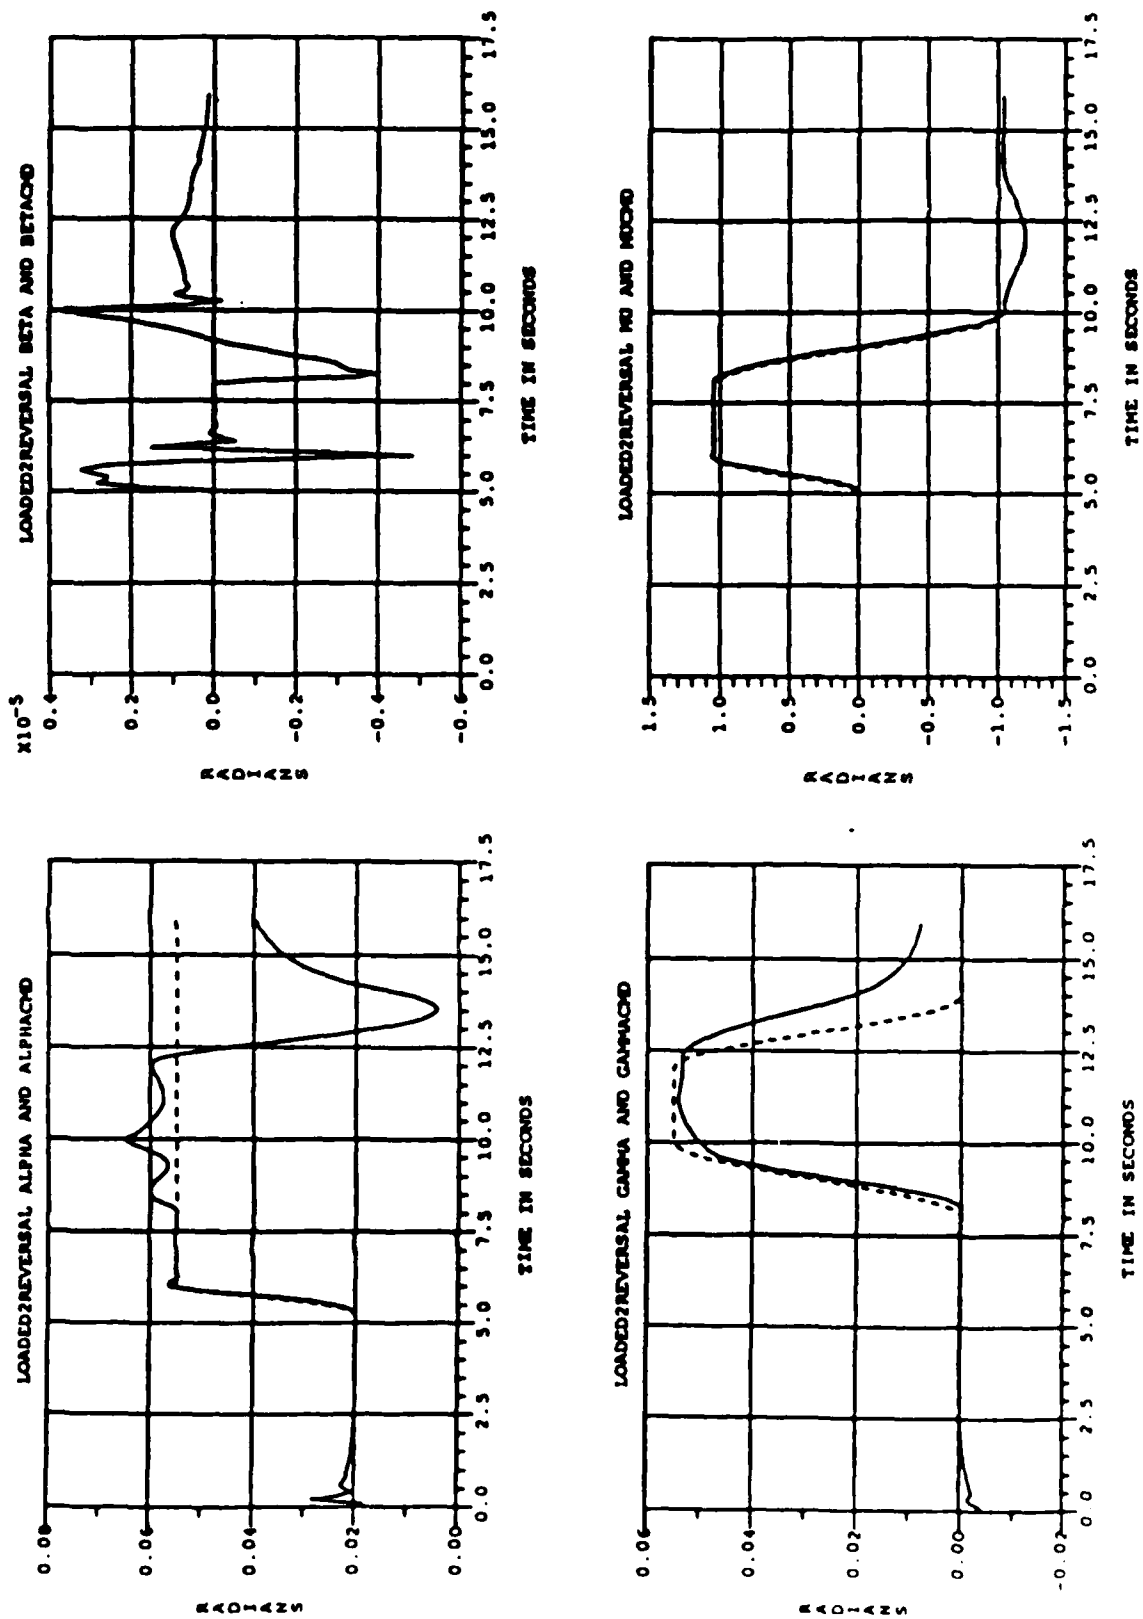 LOADED2REVERSAL ALPHA AND ALPHACMD
0.08
0.06
0.04
0.02
0.00
RADIANS
0.0 2.5 5.0 7.5 10.0 12.5 15.0 17.5
TIME IN SECONDS
LOADED2REVERSAL BETA AND BETACMD
X10-5
0.4
0.2
0.0
-0.2
-0.4
-0.6
RADIANS
0.0 2.5 5.0 7.5 10.0 12.5 15.0 17.5
TIME IN SECONDS
LOADED2REVERSAL GAMMA AND GAMMACMD
0.06
0.04
0.02
0.00
-0.02
RADIANS
0.0 2.5 5.0 7.5 10.0 12.5 15.0 17.5
TIME IN SECONDS
LOADED2REVERSAL MU AND MUCMD
1.5
1.0
0.5
0.0
-0.5
-1.0
-1.5
RADIANS
0.0 2.5 5.0 7.5 10.0 12.5 15.0 17.5
TIME IN SECONDS